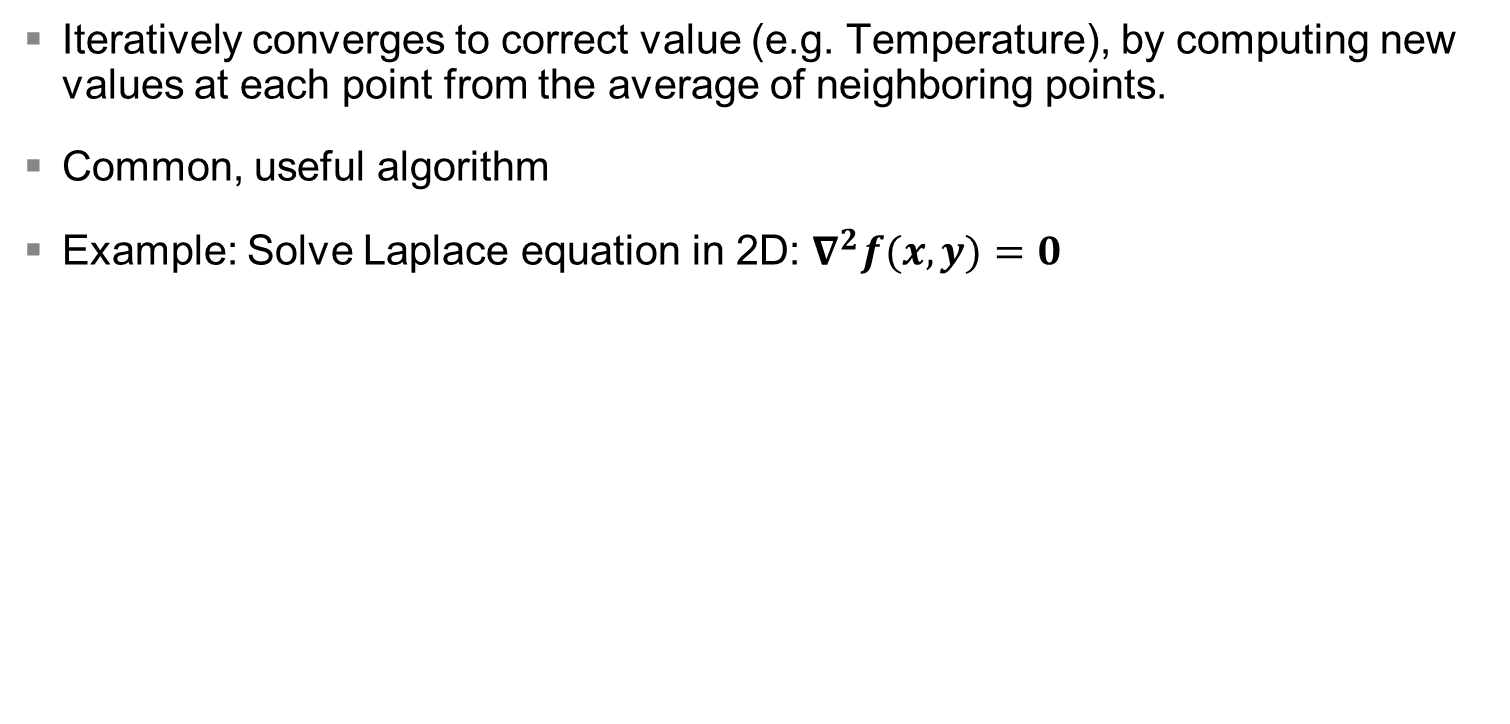 ▪ Iteratively converges to correct value (e.g. Temperature), by computing new
values at each point from the average of neighboring points.
▪ Common, useful algorithm
▪ Example: Solve Laplace equation in 2D: ∇²f(x, y) = 0